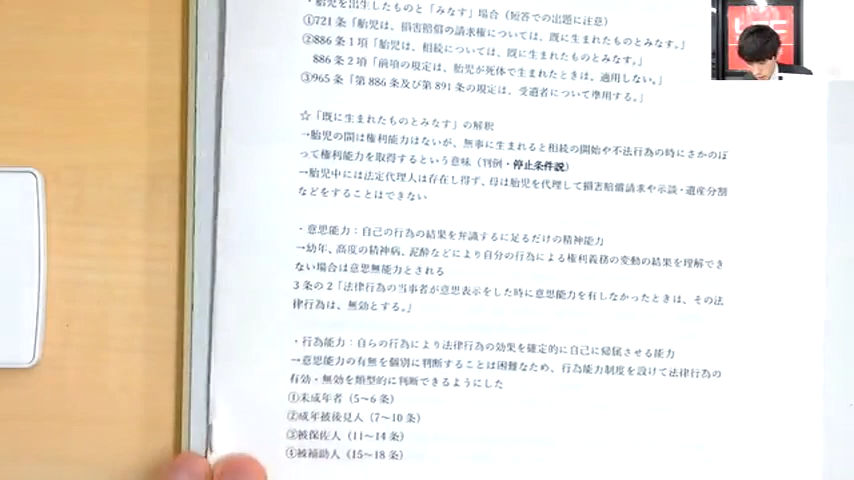 ・胎児を出生したものと「みなす」場合（短答での出題に注意）
①721条「胎児は、損害賠償の請求権については、既に生まれたものとみなす。」
②886条1項「胎児は、相続については、既に生まれたものとみなす。」
886条2項「前項の規定は、胎児が死体で生まれたときは、適用しない。」
③965条「第886条及び第891条の規定は、受遺者について準用する。」
☆「既に生まれたものとみなす」の解釈
→胎児の間は権利能力はないが、無事に生まれると相続の開始や不法行為の時にさかのぼ
って権利能力を取得するという意味（判例・停止条件説）
→胎児中には法定代理人は存在し得ず、母は胎児を代理して損害賠償請求や示談・遺産分割
などをすることはできない
・意思能力：自己の行為の結果を弁識するに足るだけの精神能力
→幼年、高度の精神病、泥酔などにより自分の行為による権利義務の変動の結果を理解でき
ない場合は意思無能力とされる
3条の2「法律行為の当事者が意思表示をした時に意思能力を有しなかったときは、その法
律行為は、無効とする。」
・行為能力：自らの行為により法律行為の効果を確定的に自己に帰属させる能力
→意思能力の有無を個別に判断することは困難なため、行為能力制度を設けて法律行為の
有効・無効を類型的に判断できるようにした
①未成年者（5～6条）
②成年被後見人（7～10条）
③被保佐人（11～14条）
④被補助人（15～18条）